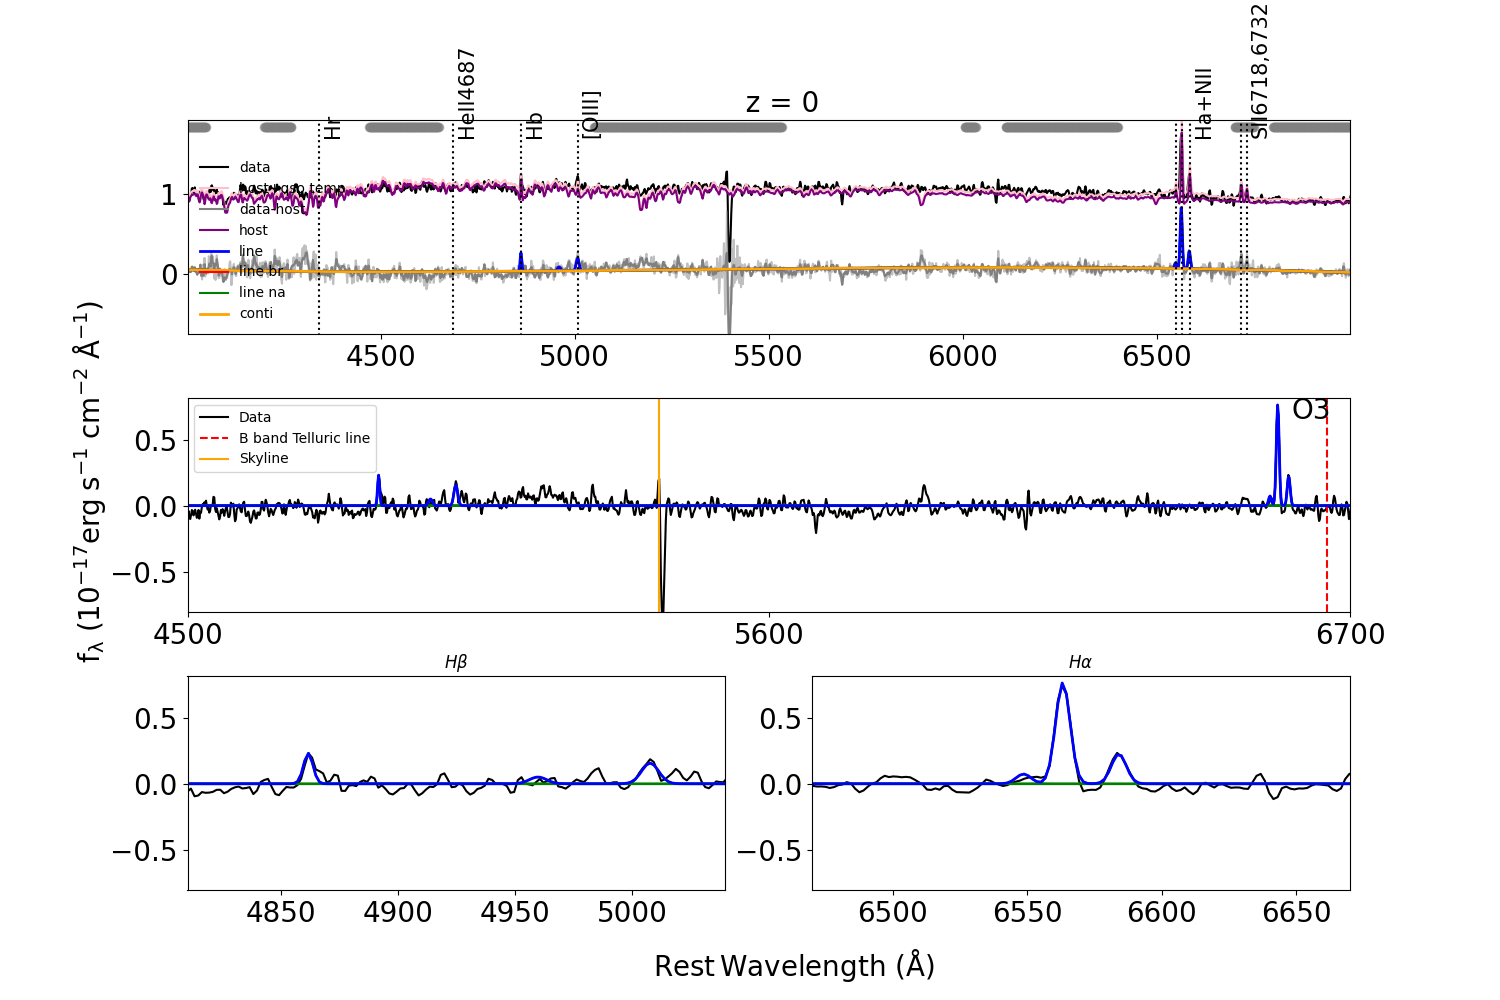 z = 0
Hr
HeII4687
Hb
[OIII]
Ha+NII
SII6718,6732
data
host+qso temp
data-host
host
line
line br
line na
conti
1
0
4500
5000
5500
6000
6500
Data
B band Telluric line
Skyline
O3
0.5
0.0
−0.5
4500
5600
6700
fλ (10−17erg s−1 cm−2 Å−1)
Hβ
0.5
0.0
−0.5
4850
4900
4950
5000
Hα
0.5
0.0
−0.5
6500
6550
6600
6650
Rest Wavelength (Å)